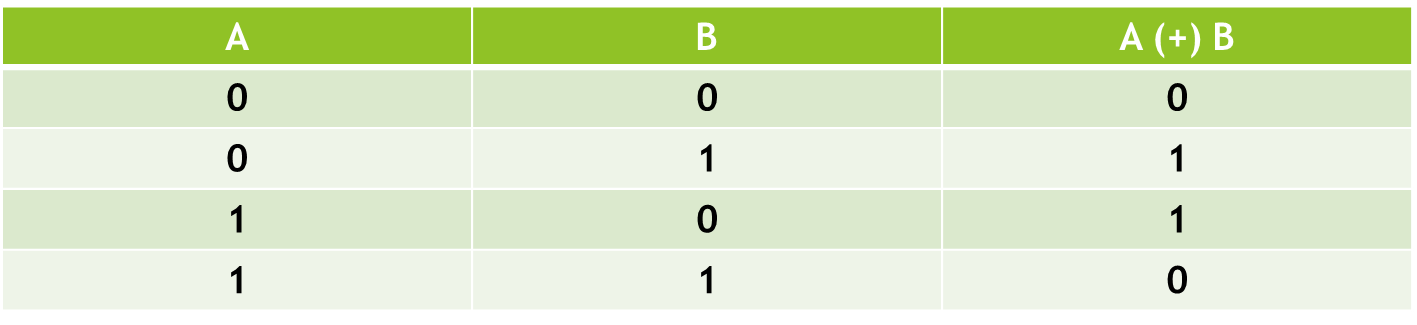 A B A (+) B
0 0 0
0 1 1
1 0 1
1 1 0